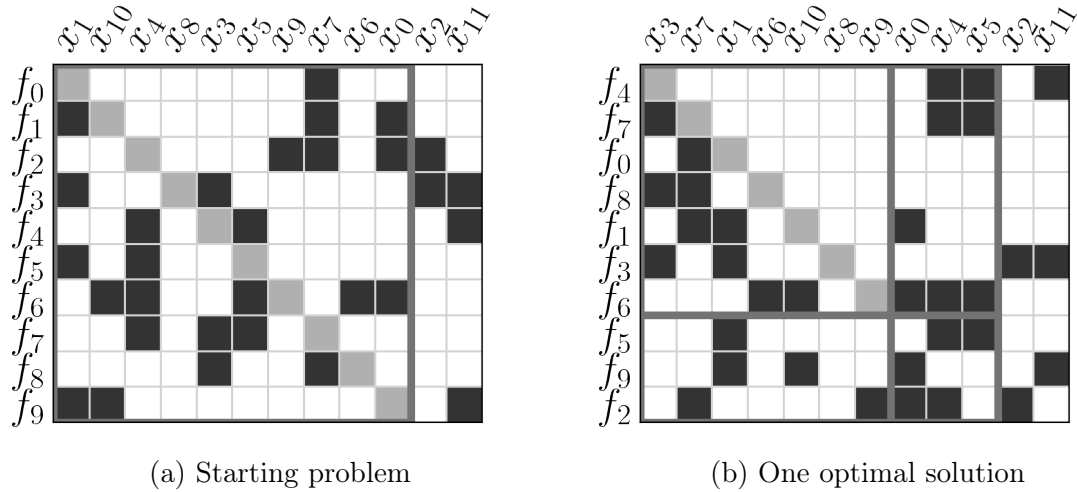 x₁ x₁₀ x₄ x₈ x₃ x₅ x₉ x₇ x₆ x₀ x₂ x₁₁
f₀
f₁
f₂
f₃
f₄
f₅
f₆
f₇
f₈
f₉
(a) Starting problem
x₃ x₇ x₁ x₆ x₁₀ x₈ x₉ x₀ x₄ x₅ x₂ x₁₁
f₄
f₇
f₀
f₈
f₁
f₃
f₆
f₅
f₉
f₂
(b) One optimal solution